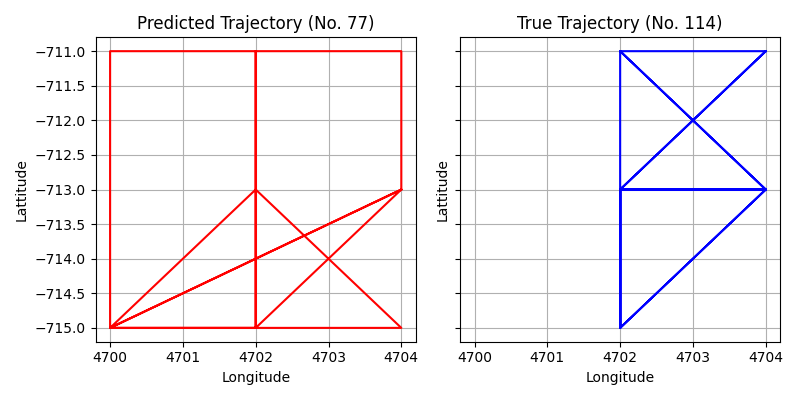 Predicted Trajectory (No. 77)
−711.0
−711.5
−712.0
−712.5
−713.0
−713.5
−714.0
−714.5
−715.0
Lattitude
4700 4701 4702 4703 4704
Longitude
True Trajectory (No. 114)
Lattitude
4700 4701 4702 4703 4704
Longitude